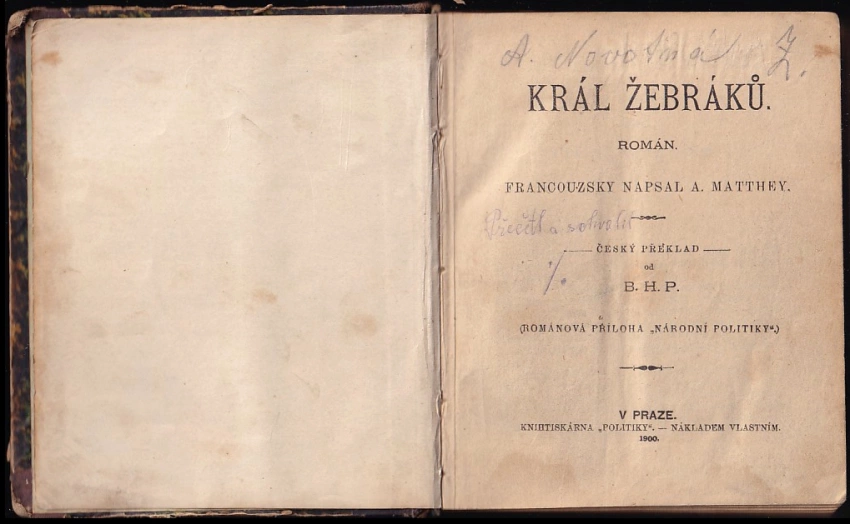 A. Novotná Z.
KRÁL ŽEBRÁKŮ.
ROMÁN.
FRANCOUZSKY NAPSAL A. MATTHEY.
Přečetl a schválil
ČESKÝ PŘEKLAD
od
B. H. P.
(ROMÁNOVÁ PŘÍLOHA „NÁRODNÍ POLITIKY“.)
V PRAZE.
KNIHTISKÁRNA „POLITIKY“. — NÁKLADEM VLASTNÍM.
1900.